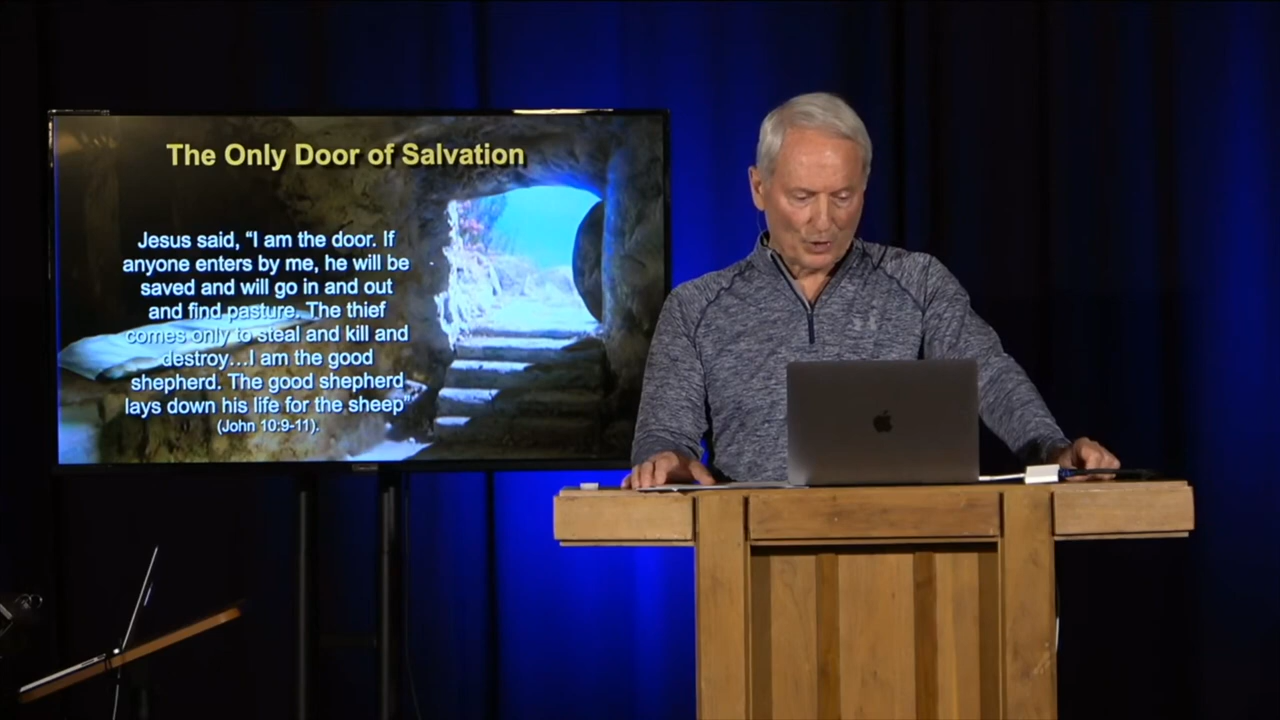 The Only Door of Salvation
Jesus said, “I am the door. If
anyone enters by me, he will be
saved and will go in and out
and find pasture. The thief
comes only to steal and kill and
destroy…I am the good
shepherd. The good shepherd
lays down his life for the sheep”
(John 10:9-11).